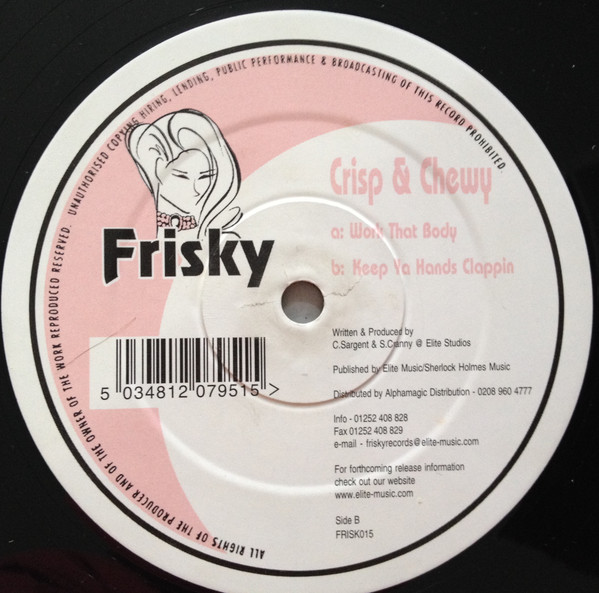 ALL RIGHTS OF THE PRODUCER AND OF THE OWNER OF THE WORK REPRODUCED RESERVED. UNAUTHORISED COPYING HIRING, LENDING, PUBLIC PERFORMANCE & BROADCASTING OF THIS RECORD PROHIBITED.
Frisky
Crisp & Chewy
a: Work That Body
b: Keep Ya Hands Clappin
5 034812 079515 >
Written & Produced by
C.Sargent & S.Cranny @ Elite Studios
Published by Elite Music/Sherlock Holmes Music
Distributed by Alphamagic Distribution - 0208 960 4777
Info - 01252 408 828
Fax 01252 408 829
e-mail - friskyrecords@elite-music.com
For forthcoming release information
check out our website
www.elite-music.com
Side B
FRISK015